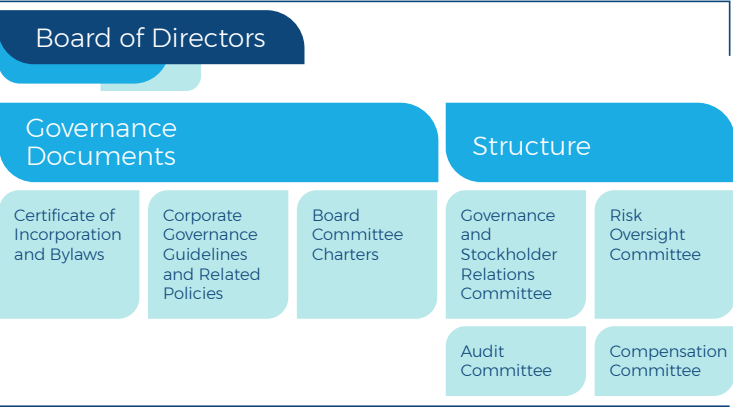 Board of Directors
Governance
Documents
Structure
Certificate of
Incorporation
and Bylaws
Corporate
Governance
Guidelines
and Related
Policies
Board
Committee
Charters
Governance
and
Stockholder
Relations
Committee
Risk
Oversight
Committee
Audit
Committee
Compensation
Committee